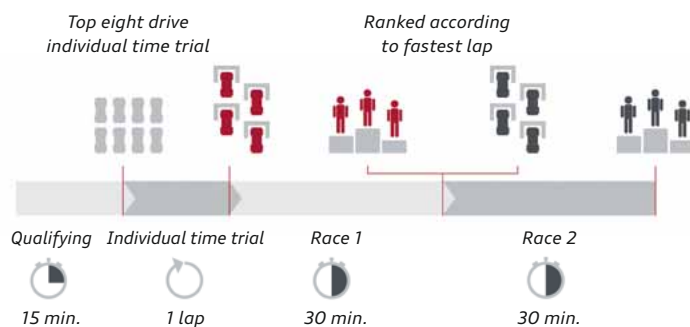 Top eight drive
individual time trial
Ranked according
to fastest lap
Qualifying
Individual time trial
Race 1
Race 2
15 min.
1 lap
30 min.
30 min.